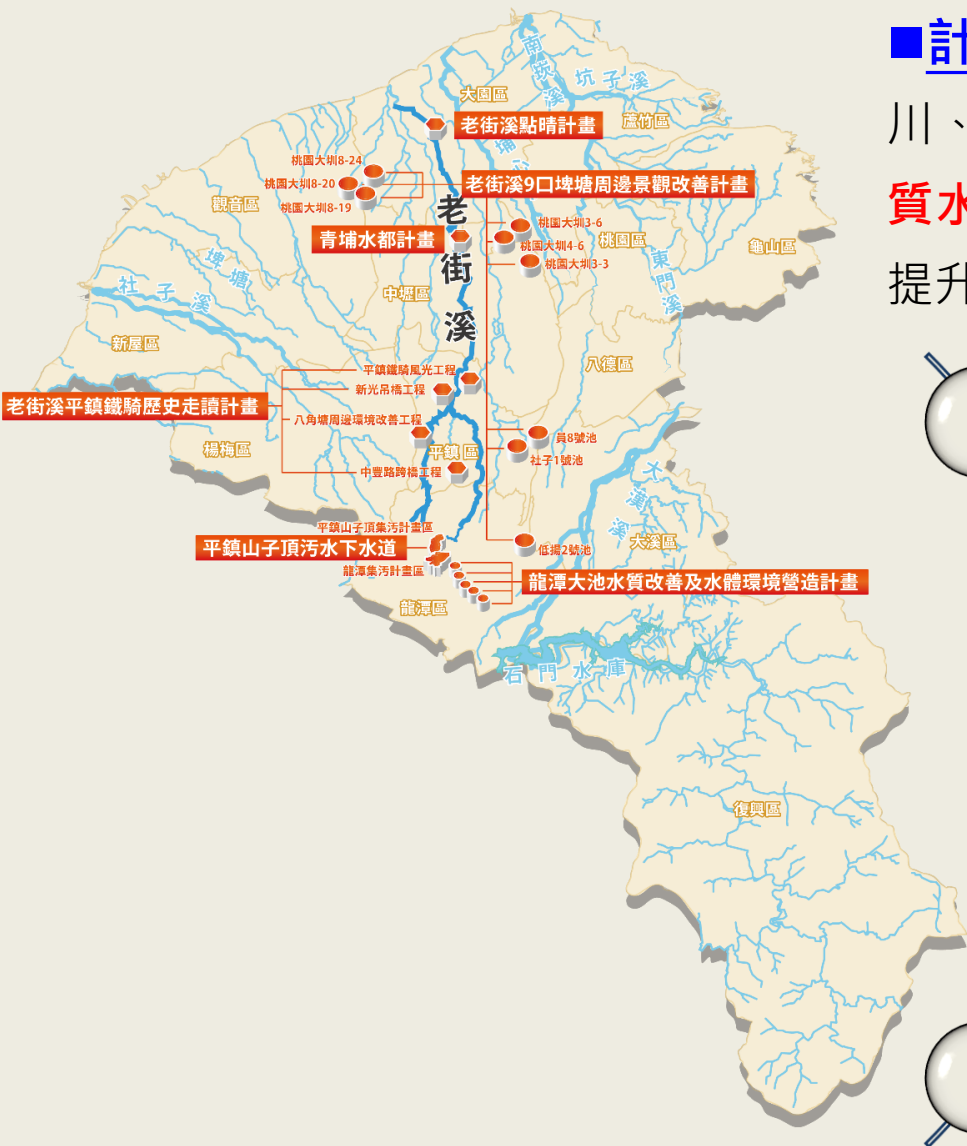 ■計
川、
質水
提升
南崁溪
坑子溪
大園區
蘆竹區
老街溪點晴計畫
埔心
桃園大圳8-24
桃園大圳8-20
桃園大圳8-19
老街溪9口埤塘周邊景觀改善計畫
觀音區
老街溪
桃園大圳3-6
桃園大圳4-6
桃園大圳3-3
桃園區
龜山區
青埔水都計畫
東門溪
埤塘
社子溪
中壢區
新屋區
八德區
平鎮鐵騎風光工程
新光吊橋工程
老街溪平鎮鐵騎歷史走讀計畫
八角塘周邊環境改善工程
員8號池
社子1號池
楊梅區
平鎮區
中豐路跨橋工程
大漢溪
平鎮山子頂集污計畫區
平鎮山子頂污水下水道
龍潭集污計畫區
低揚2號池
大溪區
龍潭大池水質改善及水體環境營造計畫
龍潭區
石門水庫
復興區